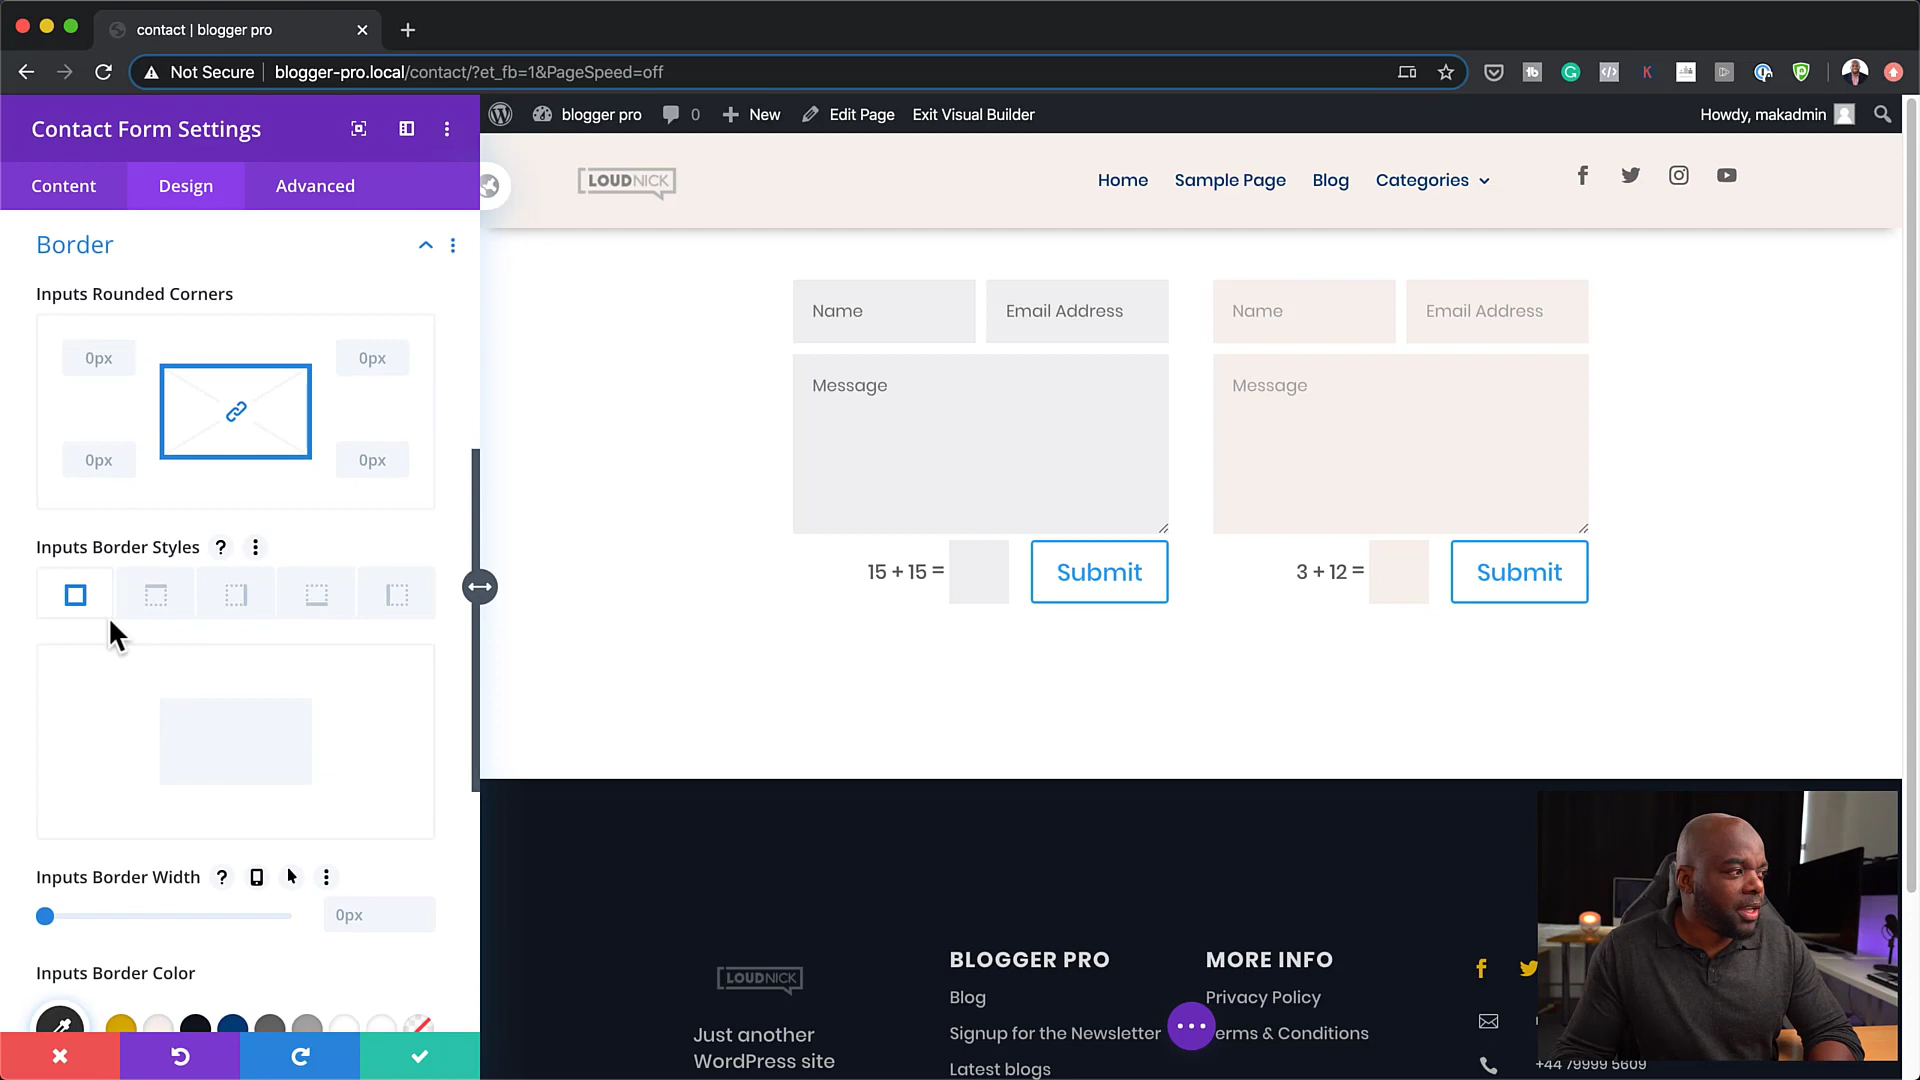 contact | blogger pro
Not Secure
blogger-pro.local/contact/?et_fb=1&PageSpeed=off
Contact Form Settings
blogger pro
0
New
Edit Page
Exit Visual Builder
Howdy, makadmin
Content
Design
Advanced
LOUDNICK
Home
Sample Page
Blog
Categories
Border
Inputs Rounded Corners
0px
0px
0px
0px
Inputs Border Styles
?
Inputs Border Width
?
0px
Inputs Border Color
Name
Email Address
Message
15 + 15 =
Submit
Name
Email Address
Message
3 + 12 =
Submit
LOUDNICK
Just another
WordPress site
BLOGGER PRO
Blog
Signup for the Newsletter
Latest blogs
MORE INFO
Privacy Policy
erms & Conditions
+44 79999 5609